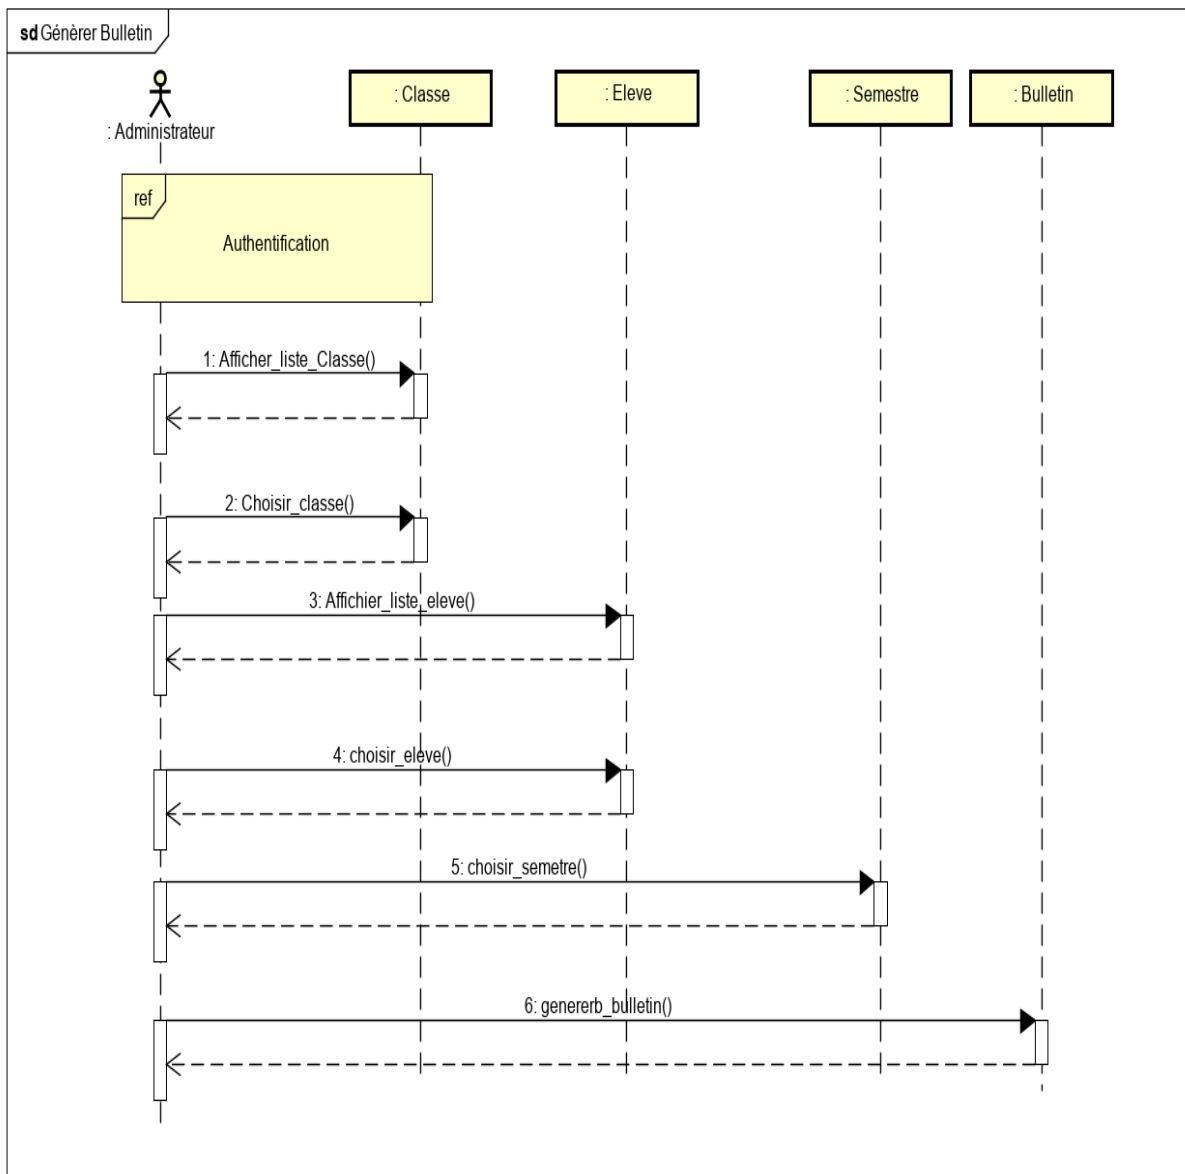 sd Génèrer Bulletin
: Administrateur
: Classe
: Eleve
: Semestre
: Bulletin
ref
Authentification
1: Afficher_liste_Classe()
2: Choisir_classe()
3: Affichier_liste_eleve()
4: choisir_eleve()
5: choisir_semetre()
6: genererb_bulletin()